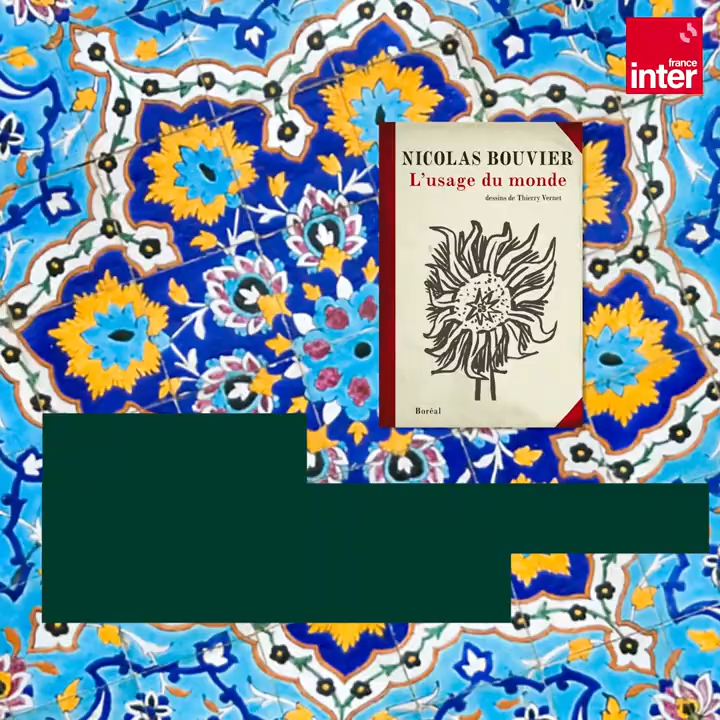 france
inter
NICOLAS BOUVIER
L'usage du monde
dessins de Thierry Vernet
Boréal